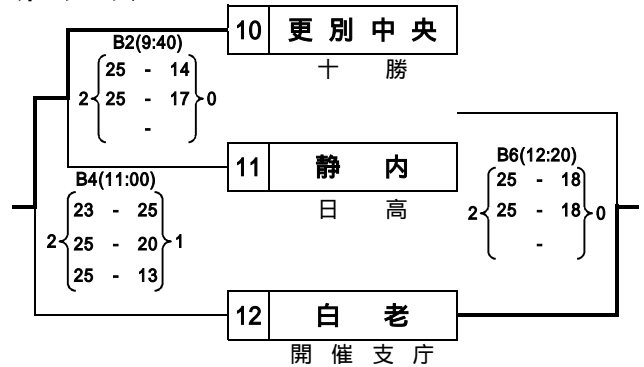 10 更別中央
十勝
B2(9:40)
25 - 14
2 25 - 17 0
-
11 静内
日高
B6(12:20)
25 - 18
2 25 - 18 0
-
B4(11:00)
23 - 25
2 25 - 20 1
25 - 13
12 白老
開催支庁